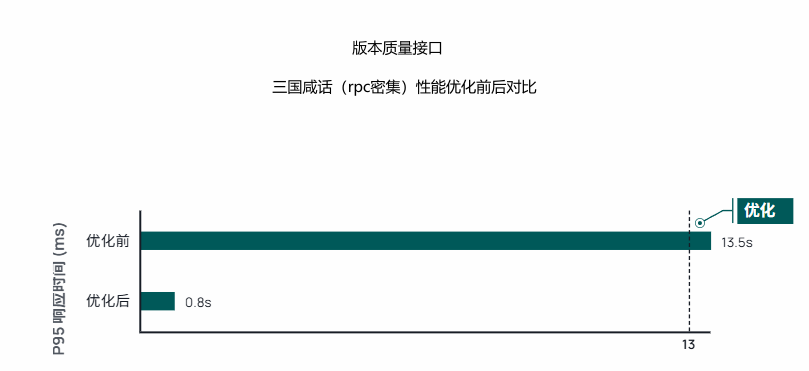 版本质量接口
三国咸话（rpc密集）性能优化前后对比
优化
P95 响应时间 (ms)
优化前
13.5s
优化后
0.8s
13